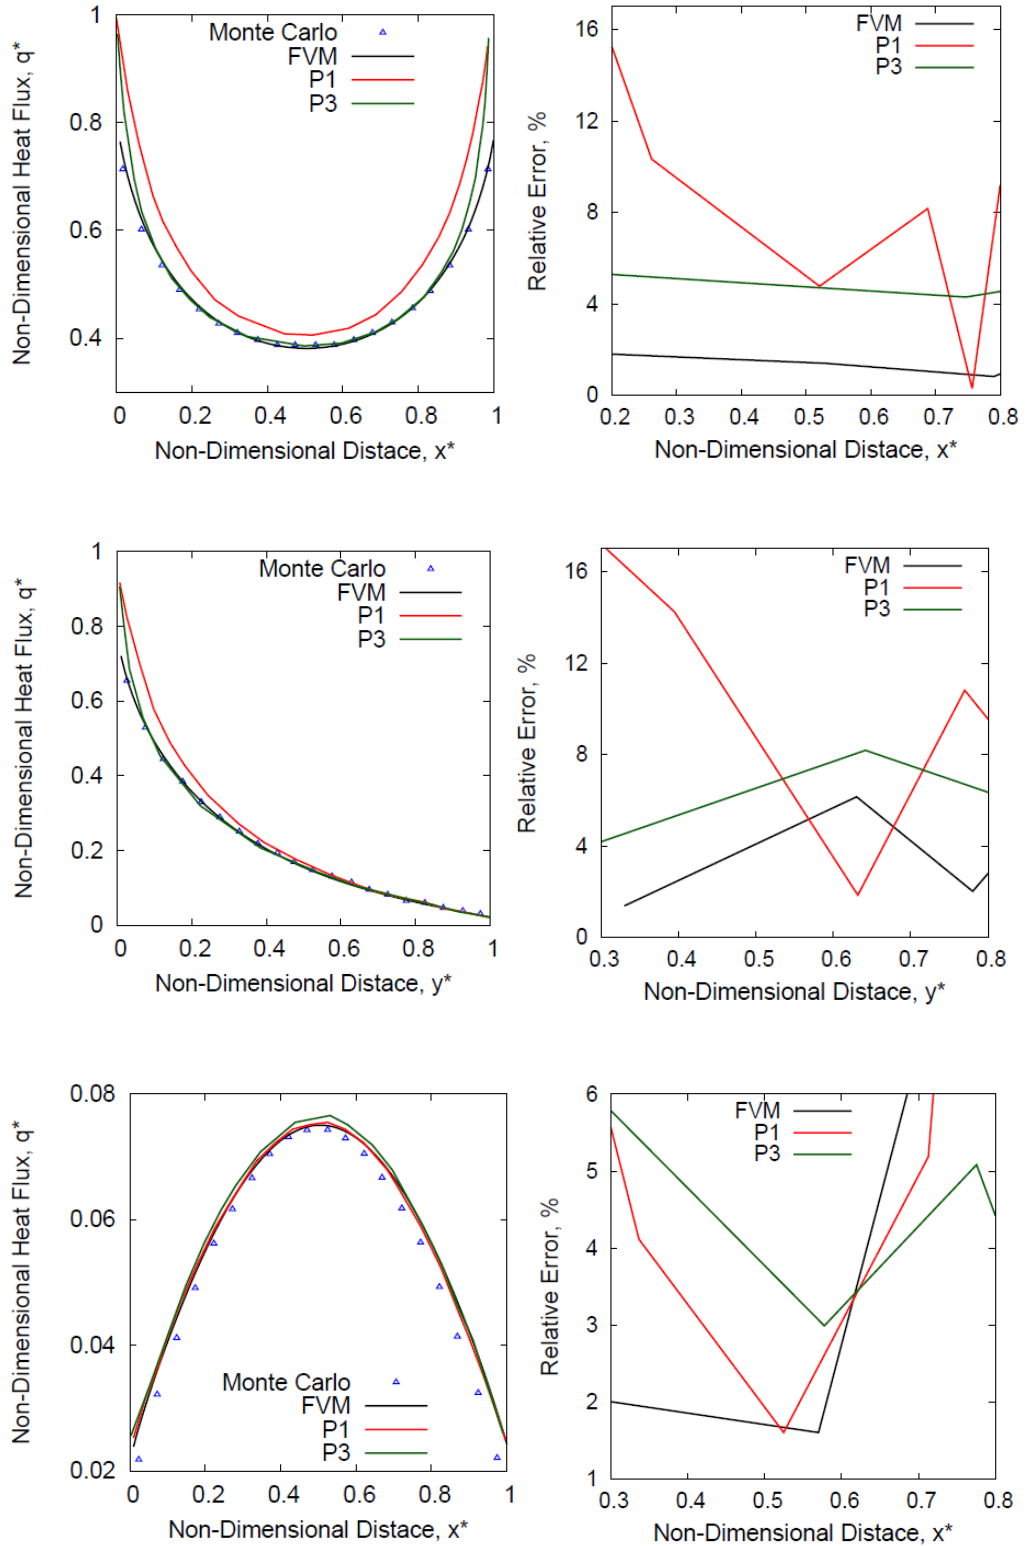 Non-Dimensional Heat Flux, q*
1
0.8
0.6
0.4
Monte Carlo
FVM
P1
P3
0 0.2 0.4 0.6 0.8 1
Non-Dimensional Distace, x*
Relative Error, %
16
12
8
4
0
FVM
P1
P3
0.2 0.3 0.4 0.5 0.6 0.7 0.8
Non-Dimensional Distace, x*
Non-Dimensional Heat Flux, q*
1
0.8
0.6
0.4
0.2
0
Monte Carlo
FVM
P1
P3
0 0.2 0.4 0.6 0.8 1
Non-Dimensional Distace, y*
Relative Error, %
16
12
8
4
0
FVM
P1
P3
0.3 0.4 0.5 0.6 0.7 0.8
Non-Dimensional Distace, y*
Non-Dimensional Heat Flux, q*
0.08
0.06
0.04
0.02
Monte Carlo
FVM
P1
P3
0 0.2 0.4 0.6 0.8 1
Non-Dimensional Distace, x*
Relative Error, %
6
5
4
3
2
1
FVM
P1
P3
0.3 0.4 0.5 0.6 0.7 0.8
Non-Dimensional Distace, x*